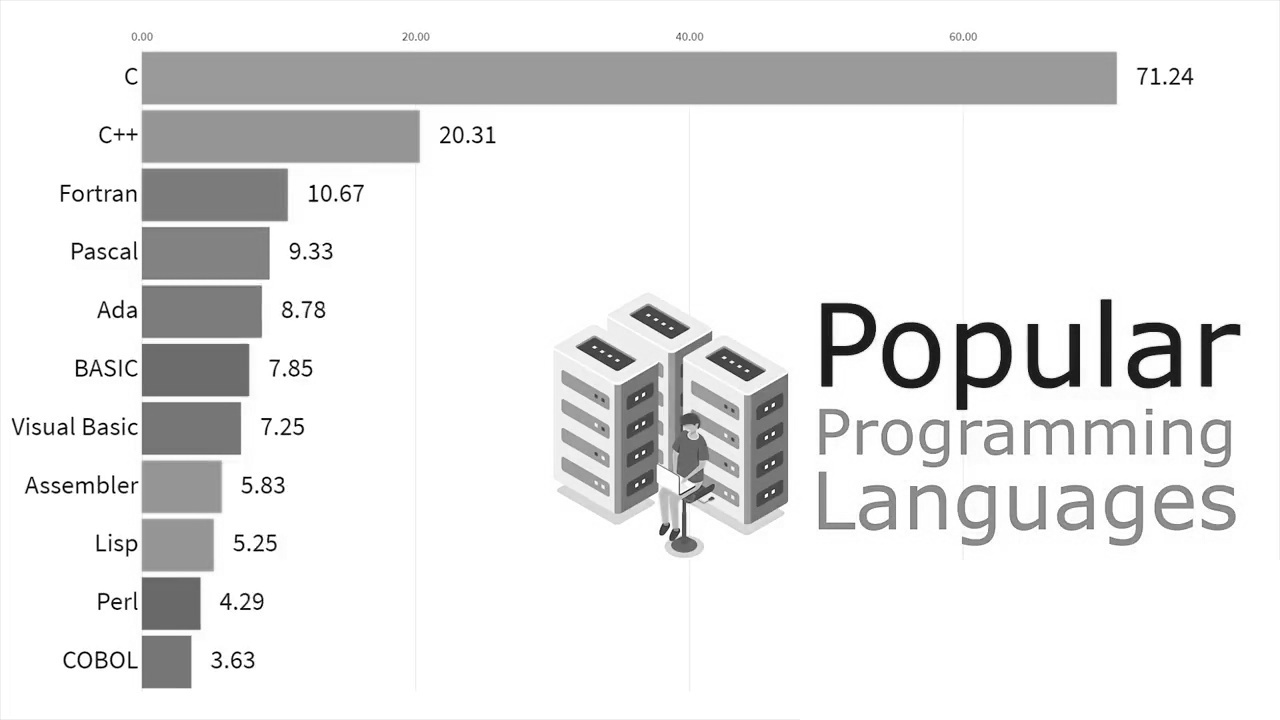 0.00 20.00 40.00 60.00
C 71.24
C++ 20.31
Fortran 10.67
Pascal 9.33
Ada 8.78
BASIC 7.85
Visual Basic 7.25
Assembler 5.83
Lisp 5.25
Perl 4.29
COBOL 3.63
Popular
Programming
Languages